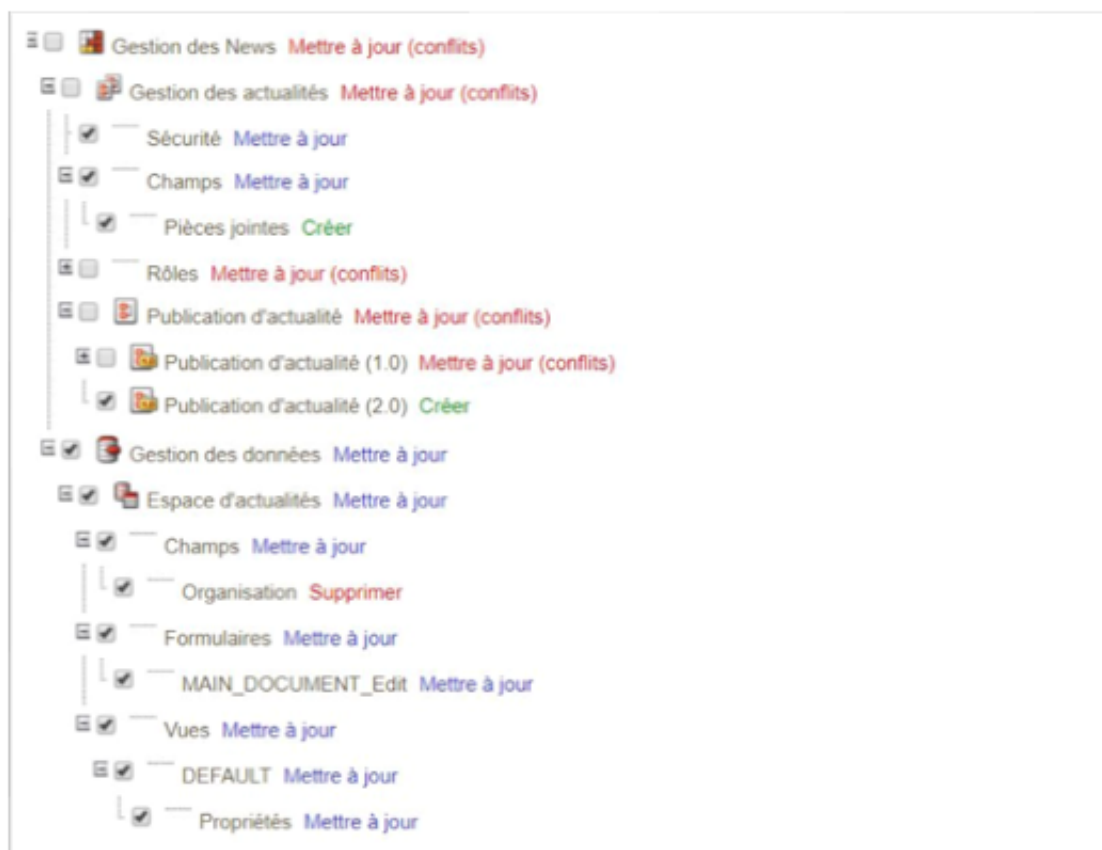 Gestion des News Mettre à jour (conflits)
Gestion des actualités Mettre à jour (conflits)
Sécurité Mettre à jour
Champs Mettre à jour
Pièces jointes Créer
Rôles Mettre à jour (conflits)
Publication d'actualité Mettre à jour (conflits)
Publication d'actualité (1.0) Mettre à jour (conflits)
Publication d'actualité (2.0) Créer
Gestion des données Mettre à jour
Espace d'actualités Mettre à jour
Champs Mettre à jour
Organisation Supprimer
Formulaires Mettre à jour
MAIN_DOCUMENT_Edit Mettre à jour
Vues Mettre à jour
DEFAULT Mettre à jour
Propriétés Mettre à jour